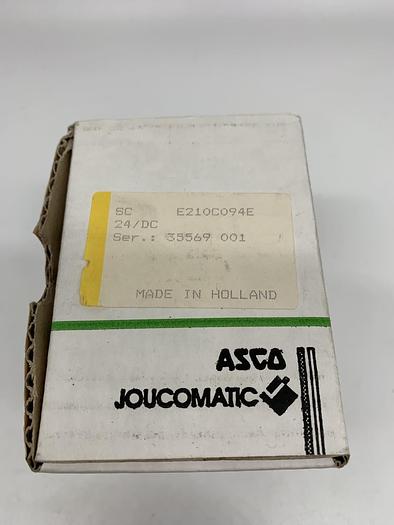 SC E210C094E
24/DC
Ser.: 35569 001
MADE IN HOLLAND
ASCO
JOUCOMATIC